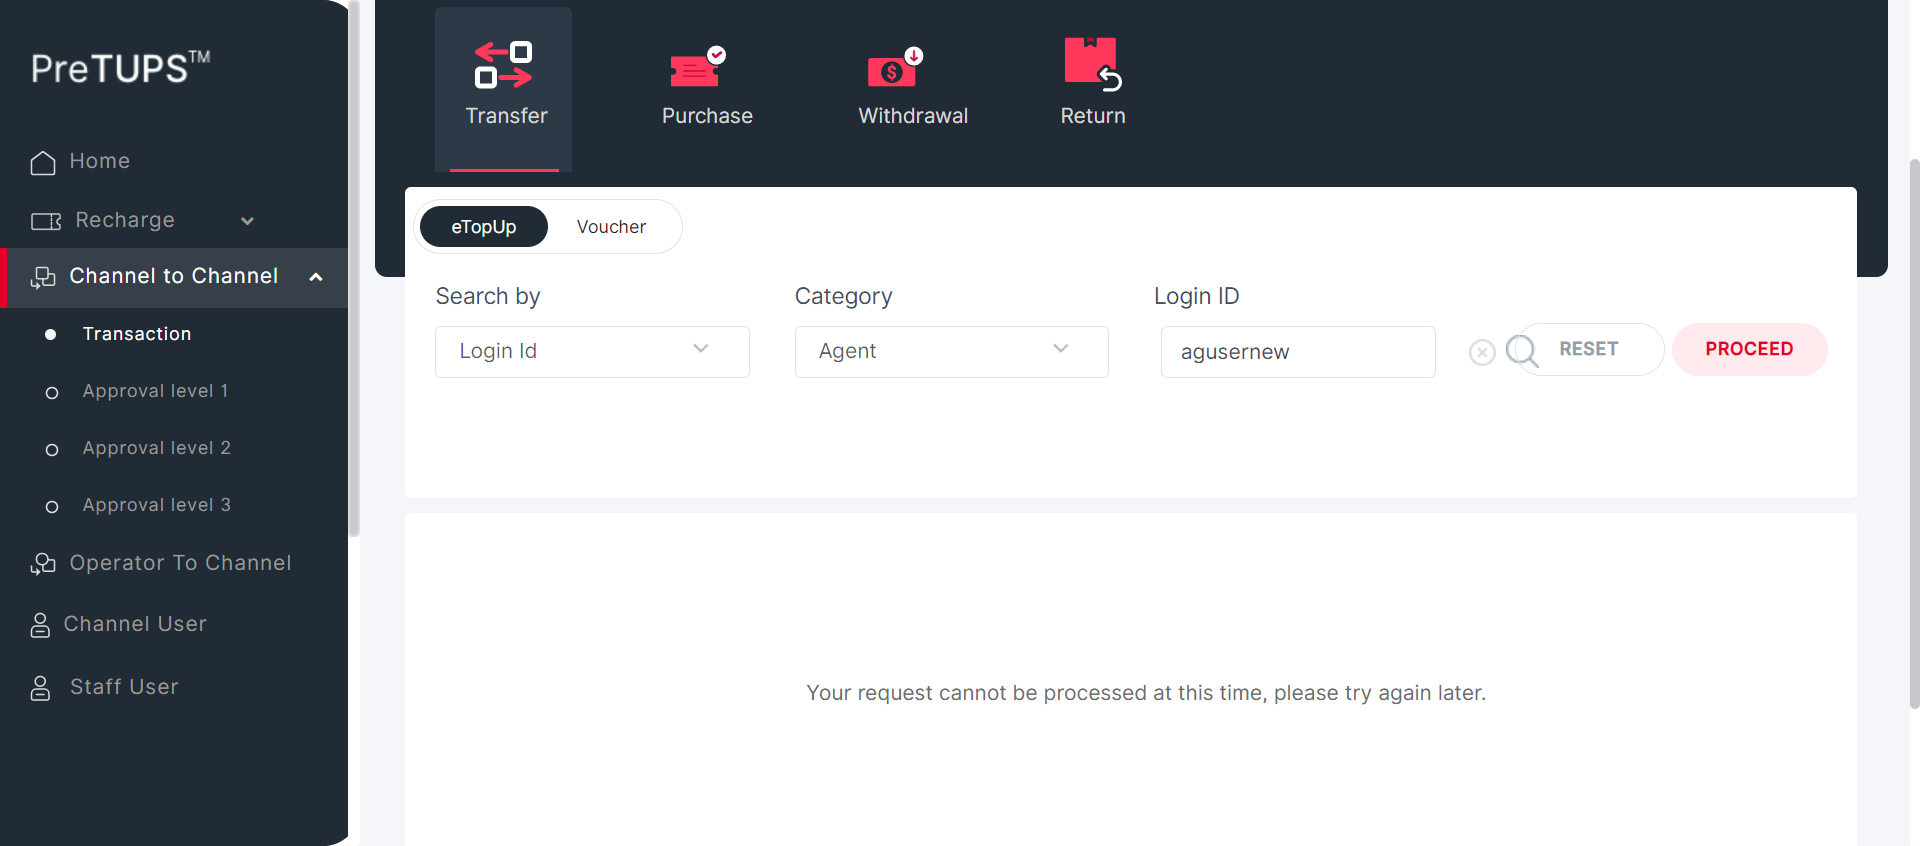 PreTUPS™
Home
Recharge
Channel to Channel
Transaction
Approval level 1
Approval level 2
Approval level 3
Operator To Channel
Channel User
Staff User
Transfer
Purchase
Withdrawal
Return
eTopUp
Voucher
Search by
Category
Login ID
Login Id
Agent
agusernew
RESET
PROCEED
Your request cannot be processed at this time, please try again later.